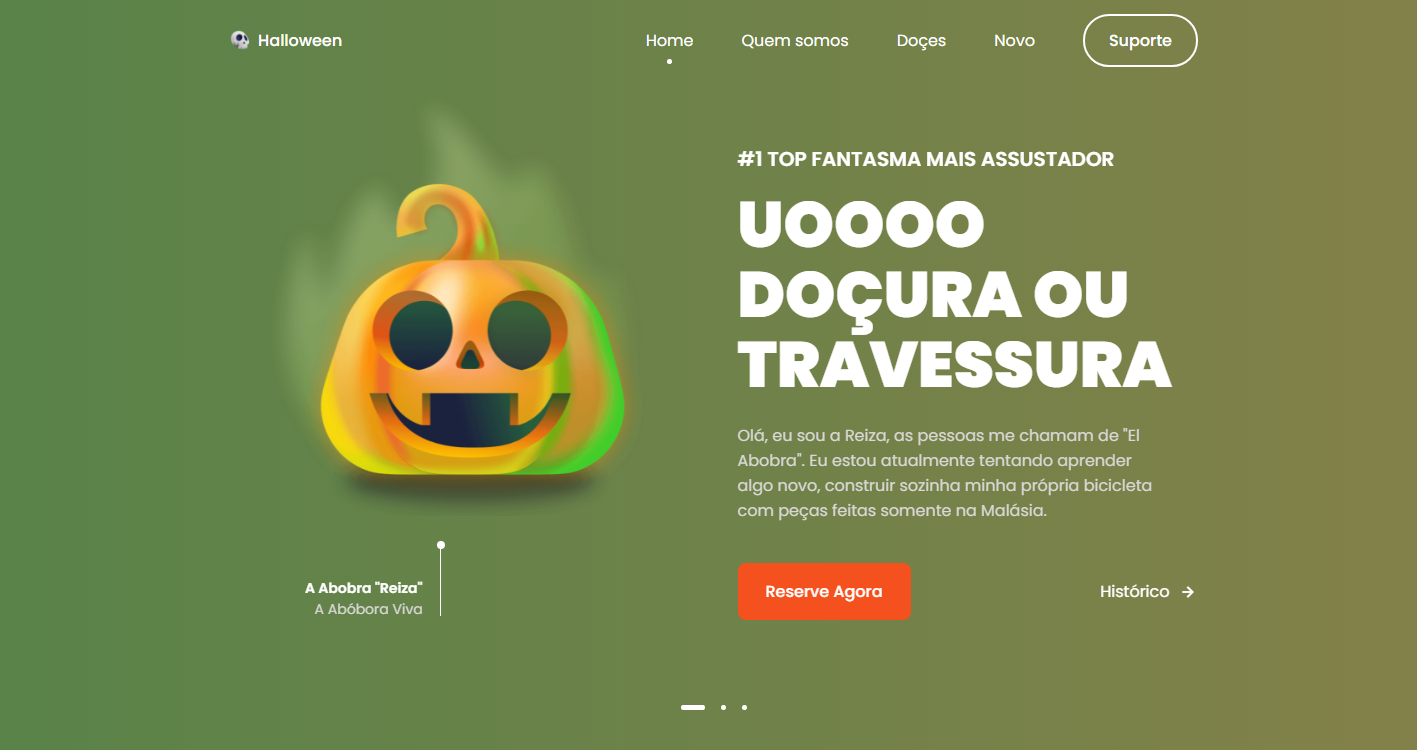 Halloween
Home
Quem somos
Doçes
Novo
Suporte
#1 TOP FANTASMA MAIS ASSUSTADOR
UOOOO
DOÇURA OU
TRAVESSURA
Olá, eu sou a Reiza, as pessoas me chamam de "El
Abobra". Eu estou atualmente tentando aprender
algo novo, construir sozinha minha própria bicicleta
com peças feitas somente na Malásia.
A Abobra "Reiza"
A Abóbora Viva
Reserve Agora
Histórico